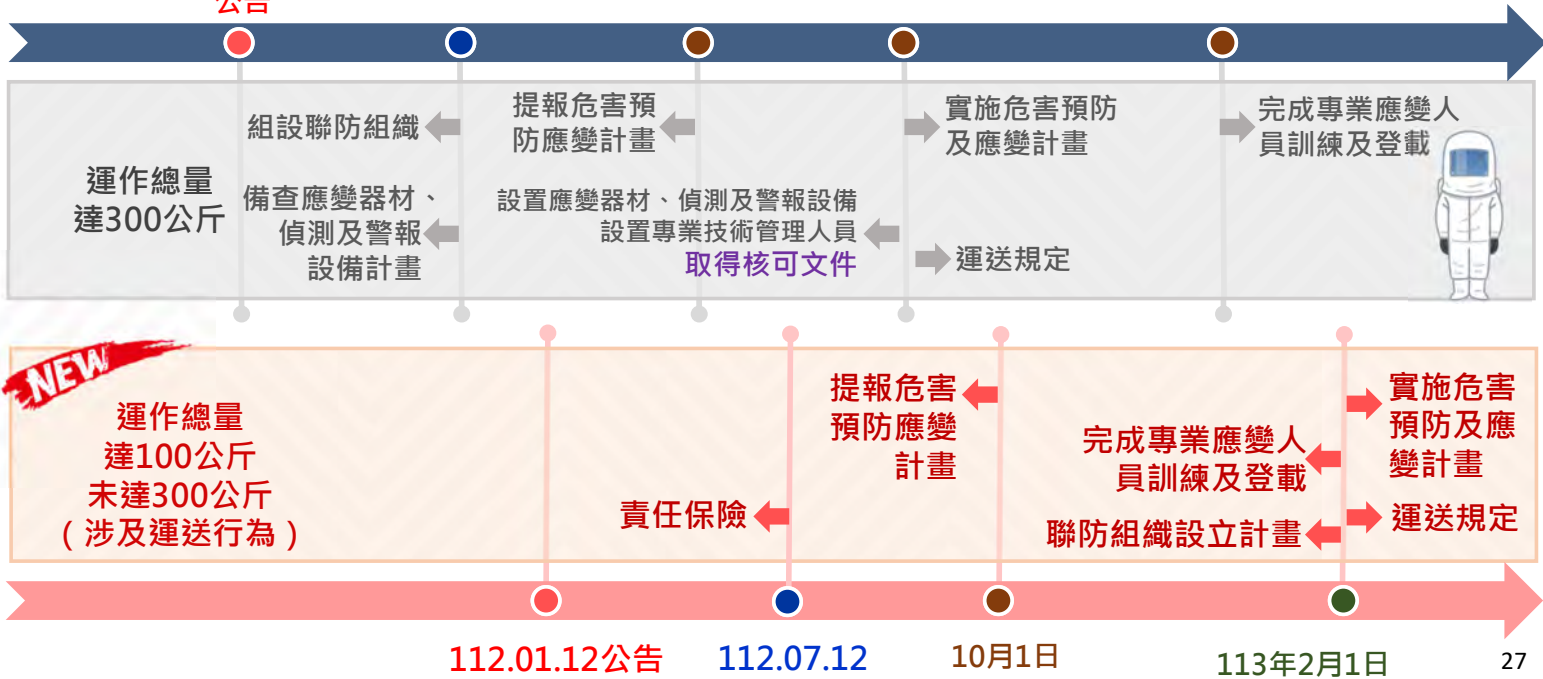 公告
組設聯防組織
提報危害預
防應變計畫
實施危害預防
及應變計畫
完成專業應變人
員訓練及登載
運作總量
達300公斤
備查應變器材、
偵測及警報
設備計畫
設置應變器材、偵測及警報設備
設置專業技術管理人員
取得核可文件
運送規定
NEW
運作總量
達100公斤
未達300公斤
(涉及運送行為)
責任保險
提報危害
預防應變
計畫
完成專業應變人
員訓練及登載
聯防組織設立計畫
實施危害
預防及應
變計畫
運送規定
112.01.12公告
112.07.12
10月1日
113年2月1日
27